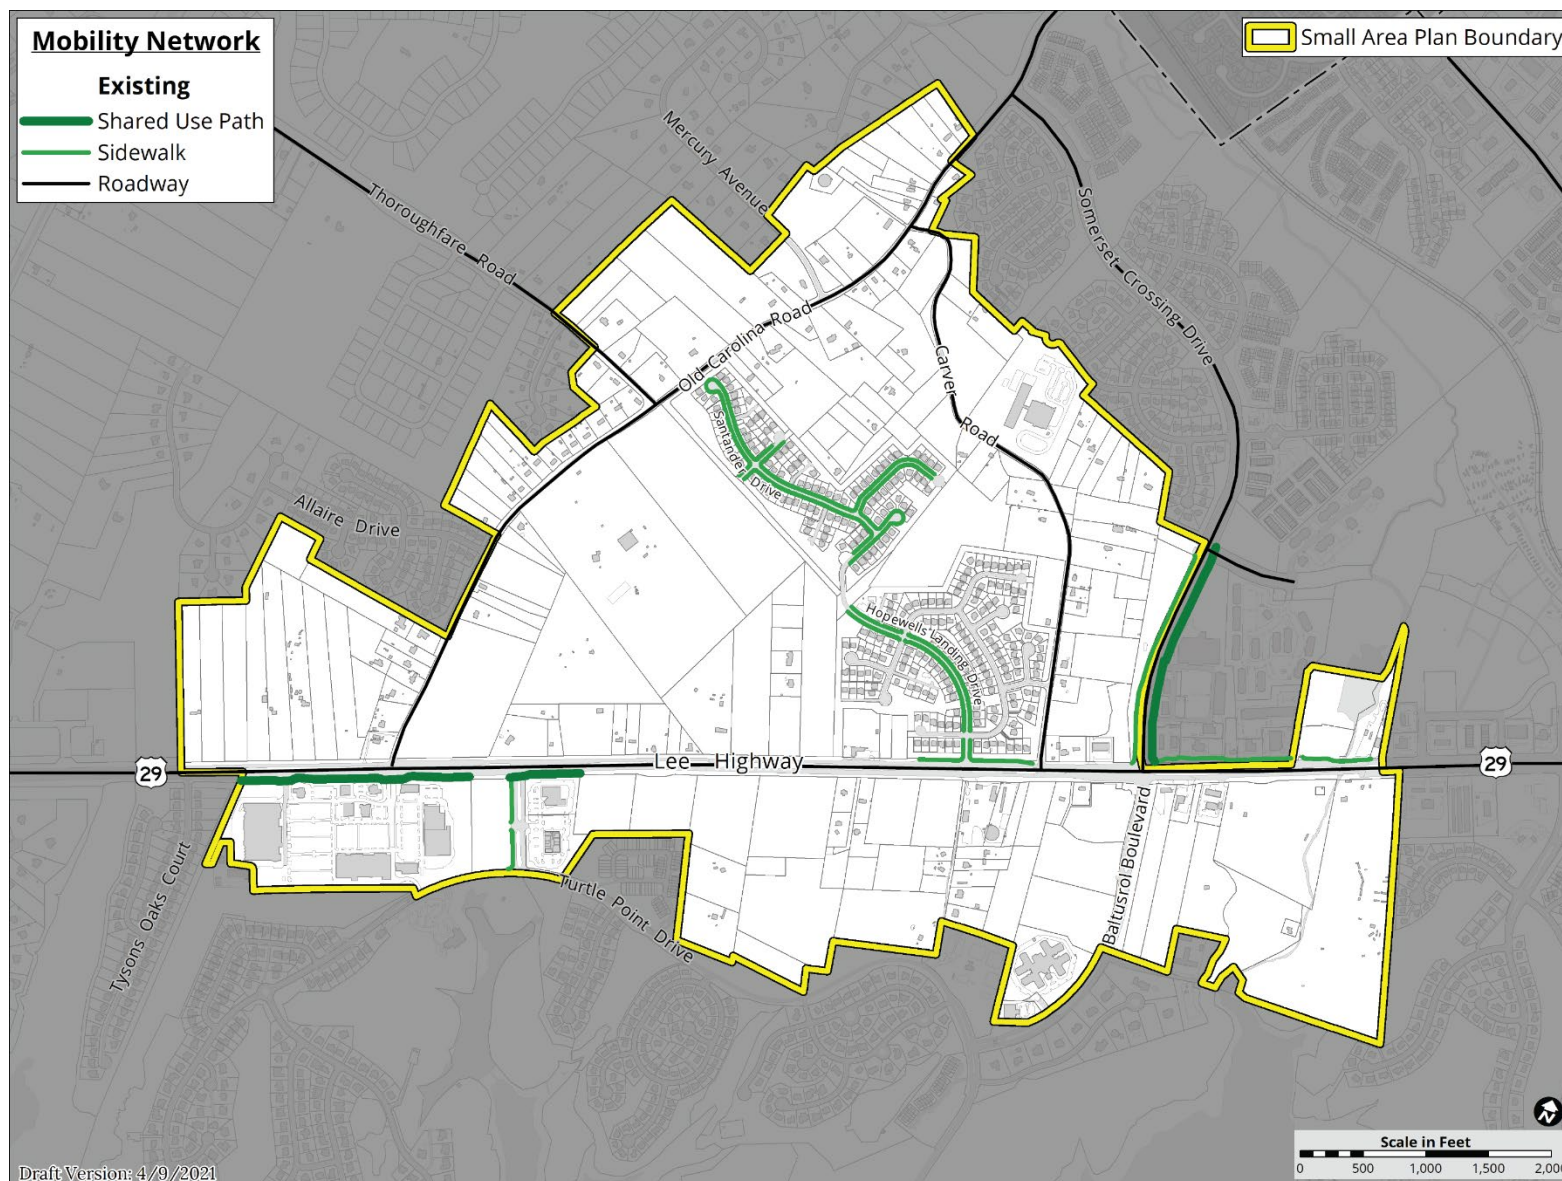 Mobility Network
Existing
Shared Use Path
Sidewalk
Roadway
Small Area Plan Boundary
Mercury Avenue
Thoroughfare Road
Somerset Crossing Drive
Old Carolina Road
Carver Road
Santander Drive
Allaire Drive
Hopewells Landing Drive
29
Lee Highway
29
Baltusrol Boulevard
Turtle Point Drive
Tysons Oaks Court
N
Scale in Feet
0 500 1,000 1,500 2,000
Draft Version: 4/9/2021